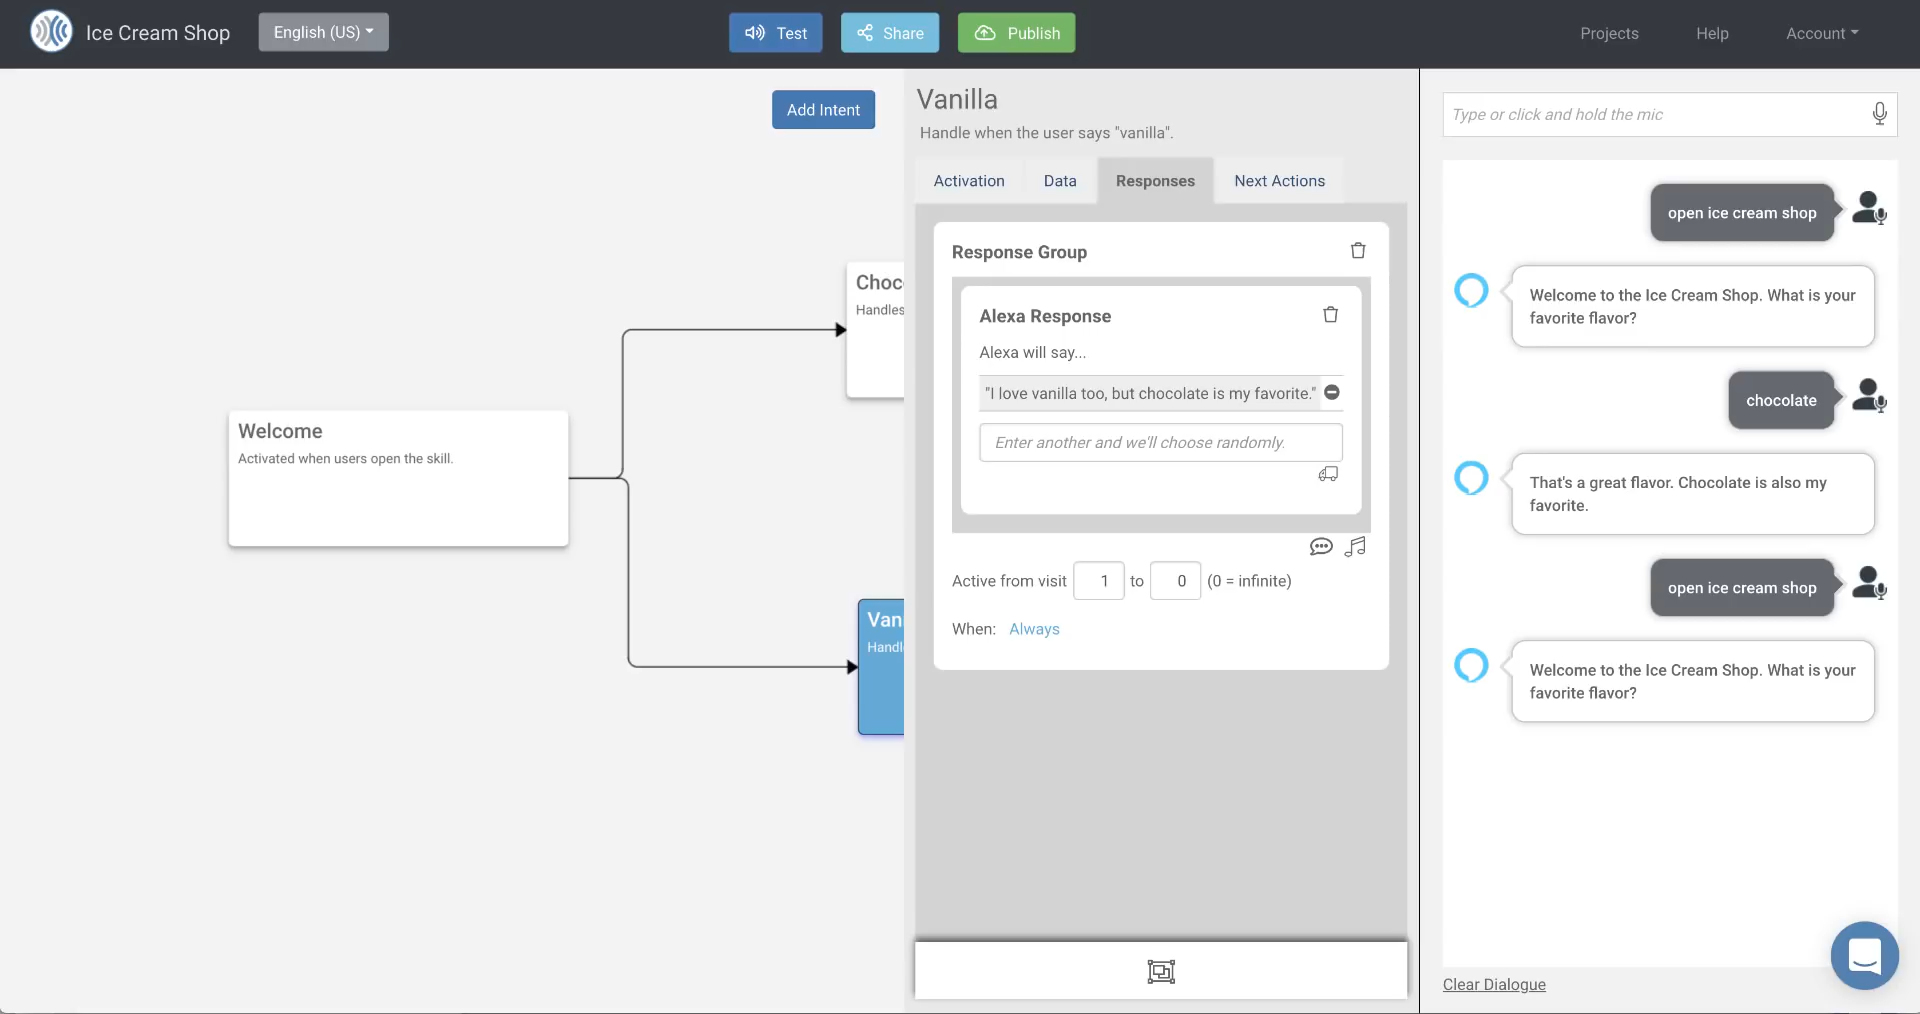 Ice Cream Shop
English (US)
Test
Share
Publish
Projects
Help
Account
Add Intent
Choc
Handles
Welcome
Activated when users open the skill.
Van
Handl
Vanilla
Handle when the user says "vanilla".
Activation
Data
Responses
Next Actions
Response Group
Alexa Response
Alexa will say...
"I love vanilla too, but chocolate is my favorite."
Enter another and we'll choose randomly.
Active from visit 1 to 0 (0 = infinite)
When: Always
Type or click and hold the mic
open ice cream shop
Welcome to the Ice Cream Shop. What is your
favorite flavor?
chocolate
That's a great flavor. Chocolate is also my
favorite.
open ice cream shop
Welcome to the Ice Cream Shop. What is your
favorite flavor?
Clear Dialogue